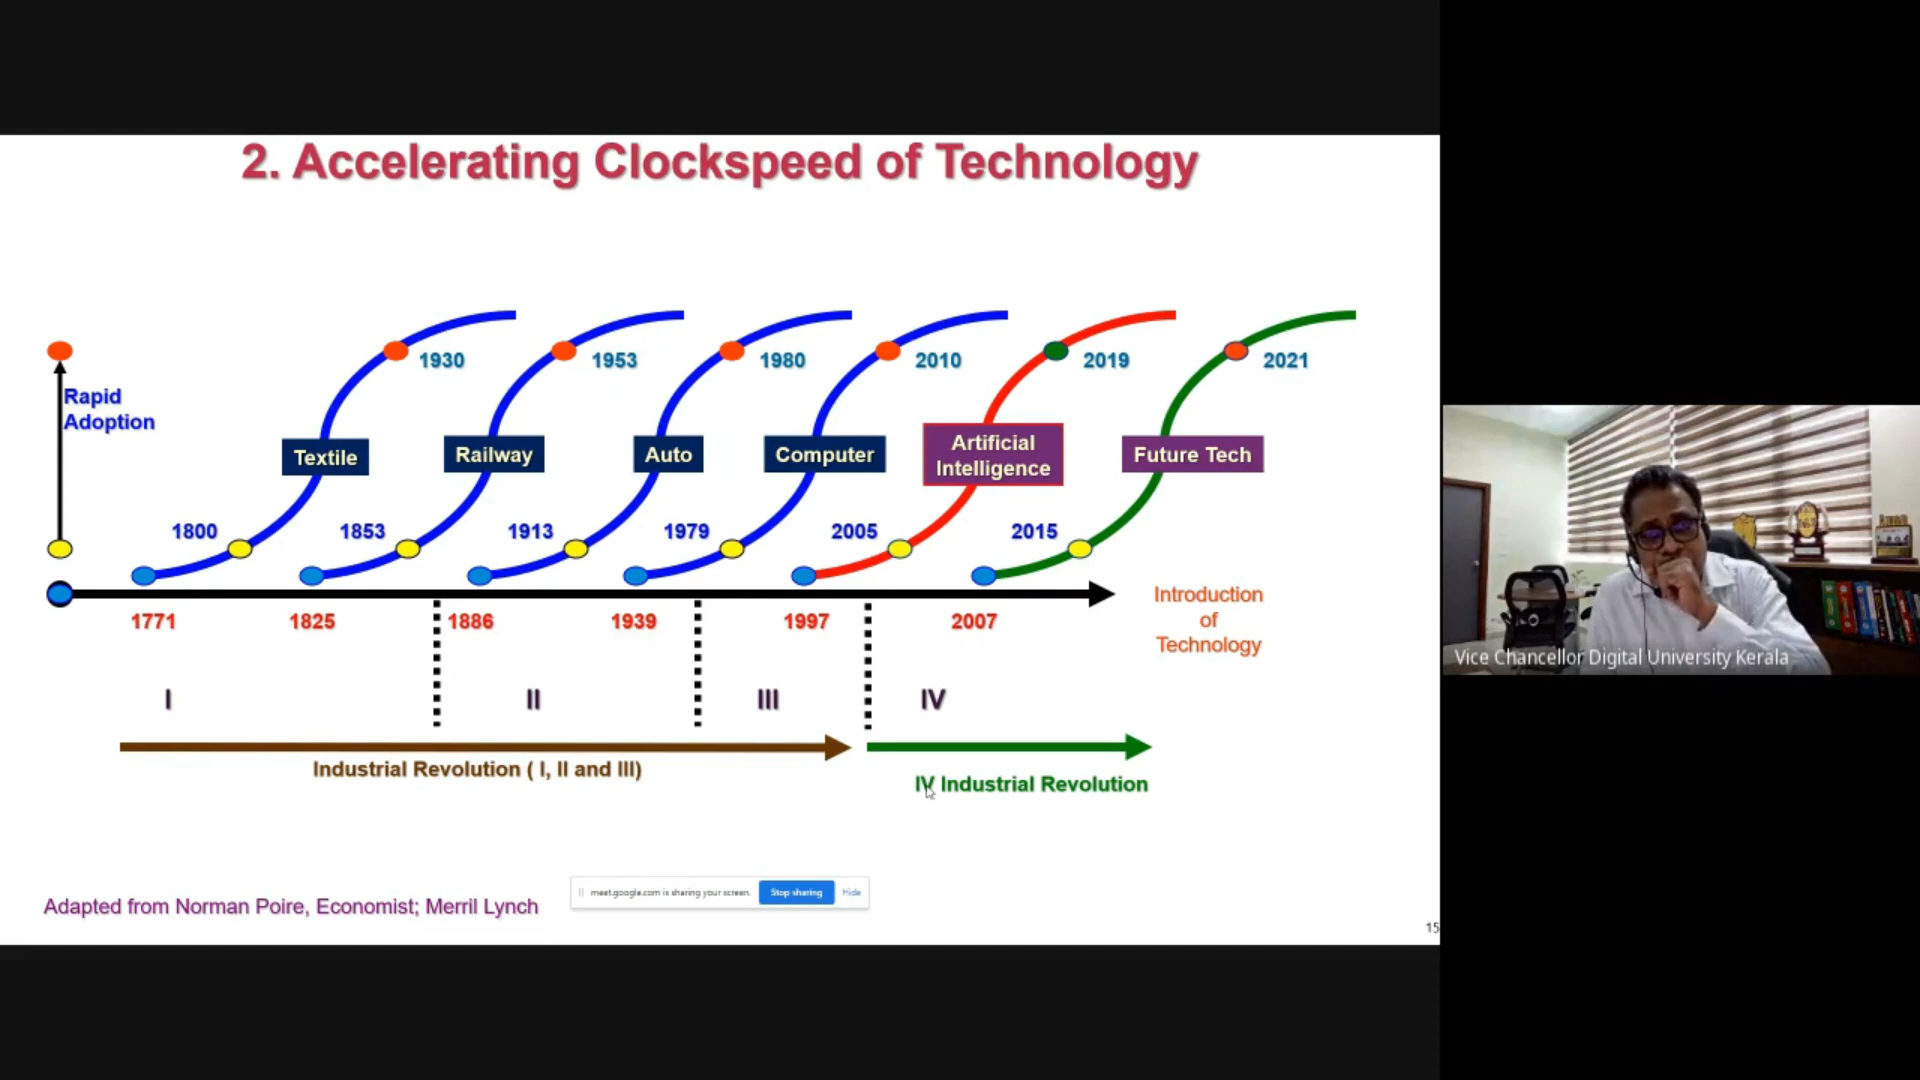 2. Accelerating Clockspeed of Technology
1930
1953
1980
2010
2019
2021
Rapid
Adoption
Textile
Railway
Auto
Computer
Artificial
Intelligence
Future Tech
1800
1853
1913
1979
2005
2015
1771
1825
1886
1939
1997
2007
Introduction
of
Technology
I
II
III
IV
Industrial Revolution ( I, II and III)
IV Industrial Revolution
Adapted from Norman Poire, Economist; Merril Lynch
meet.google.com is sharing your screen.
Stop sharing
Hide
15
Vice Chancellor Digital University Kerala